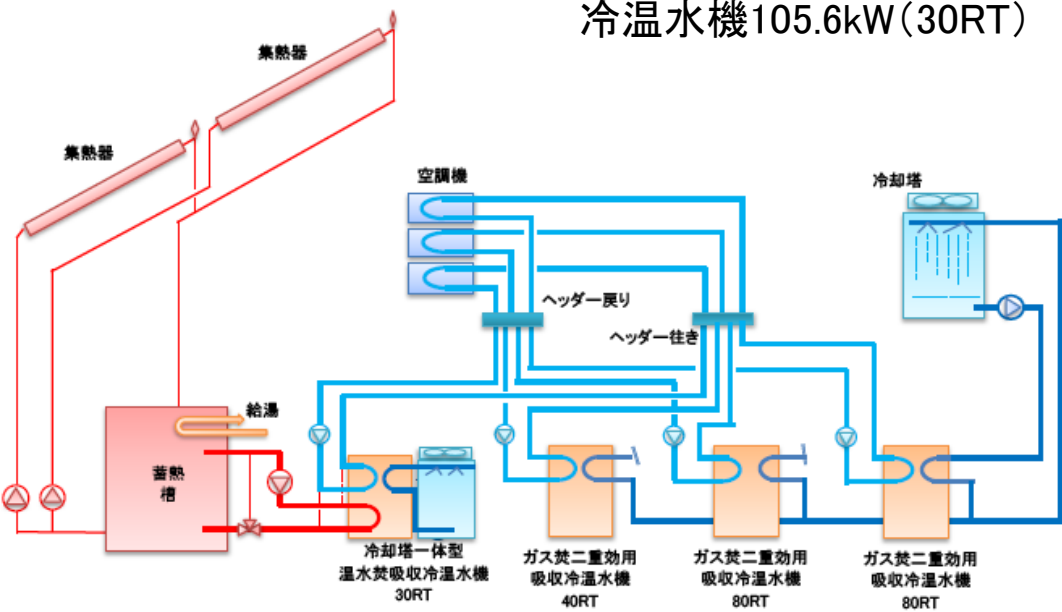 冷温水機105.6kW(30RT)
集熱器
集熱器
空調機
冷却塔
ヘッダー戻り
ヘッダー往き
給湯
蓄熱
槽
冷却塔一体型
温水焚吸収冷温水機
30RT
ガス焚二重効用
吸収冷温水機
40RT
ガス焚二重効用
吸収冷温水機
80RT
ガス焚二重効用
吸収冷温水機
80RT